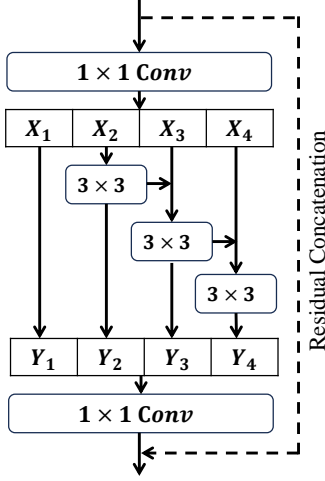 1 × 1 Conv
X₁ X₂ X₃ X₄
3 × 3
3 × 3
3 × 3
Y₁ Y₂ Y₃ Y₄
1 × 1 Conv
Residual Concatenation